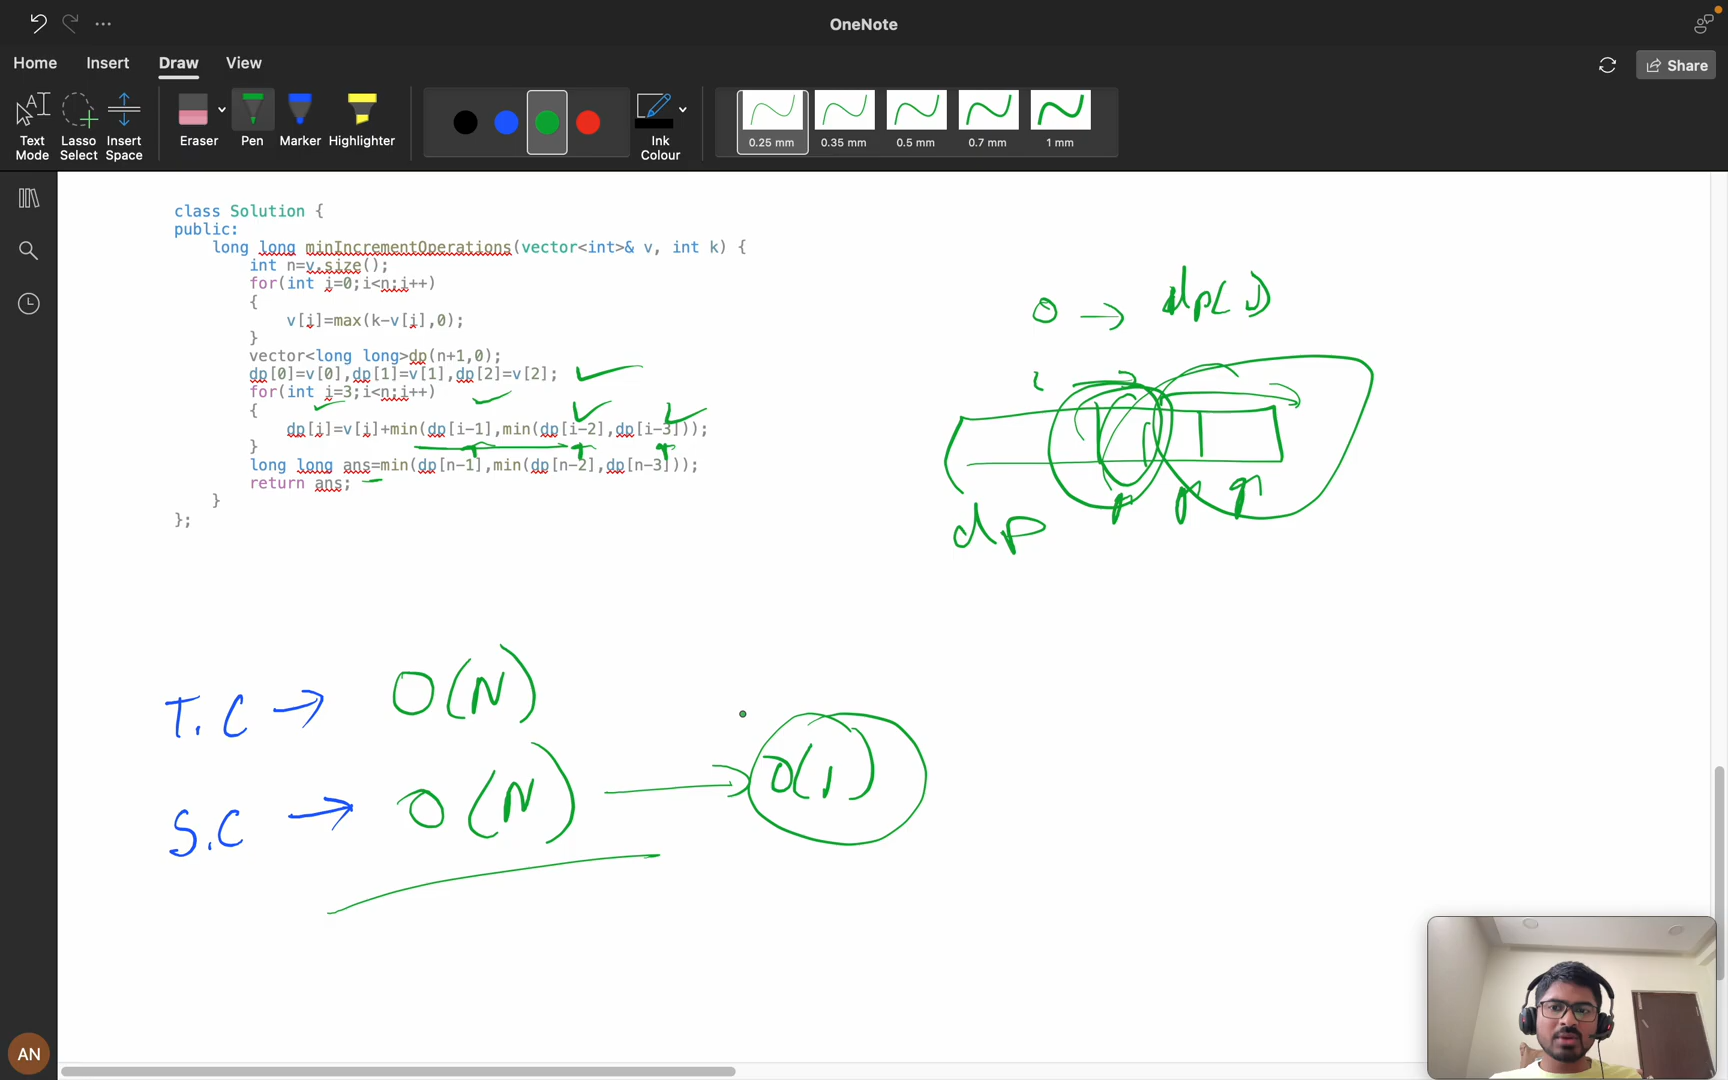 OneNote
Home Insert Draw View
Share
Text Mode
Lasso Select
Insert Space
Eraser
Pen
Marker
Highlighter
Ink Colour
0.25 mm
0.35 mm
0.5 mm
0.7 mm
1 mm
class Solution {
public:
long long minIncrementOperations(vector<int>& v, int k) {
int n=v.size();
for(int i=0;i<n;i++)
{
v[i]=max(k-v[i],0);
}
vector<long long>dp(n+1,0);
dp[0]=v[0],dp[1]=v[1],dp[2]=v[2];
for(int i=3;i<n;i++)
{
dp[i]=v[i]+min(dp[i-1],min(dp[i-2],dp[i-3]));
}
long long ans=min(dp[n-1],min(dp[n-2],dp[n-3]));
return ans;
}
};
i
dp
T.C → O(N)
S.C → O(N) → O(1)
AN